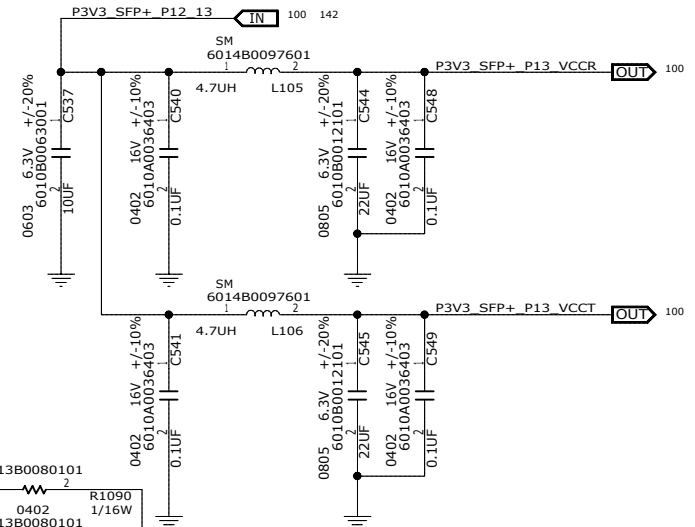 P3V3_SFP+_P12_13
IN
100 142
SM
6014B0097601
1 2
4.7UH L105
P3V3_SFP+_P13_VCCR
OUT
100
C537
1
+/-20%
6.3V
6010B0063001
0603
2
10UF
C540
1
+/-10%
16V
6010A0036403
0402
2
0.1UF
C544
1
+/-20%
6.3V
6010B0012101
0805
2
22UF
C548
1
+/-10%
16V
6010A0036403
0402
2
0.1UF
SM
6014B0097601
1 2
4.7UH L106
P3V3_SFP+_P13_VCCT
OUT
100
C541
1
+/-10%
16V
6010A0036403
0402
2
0.1UF
C545
1
+/-20%
6.3V
6010B0012101
0805
2
22UF
C549
1
+/-10%
16V
6010A0036403
0402
2
0.1UF
13B0080101
2
R1090
0402 1/16W
13B0080101